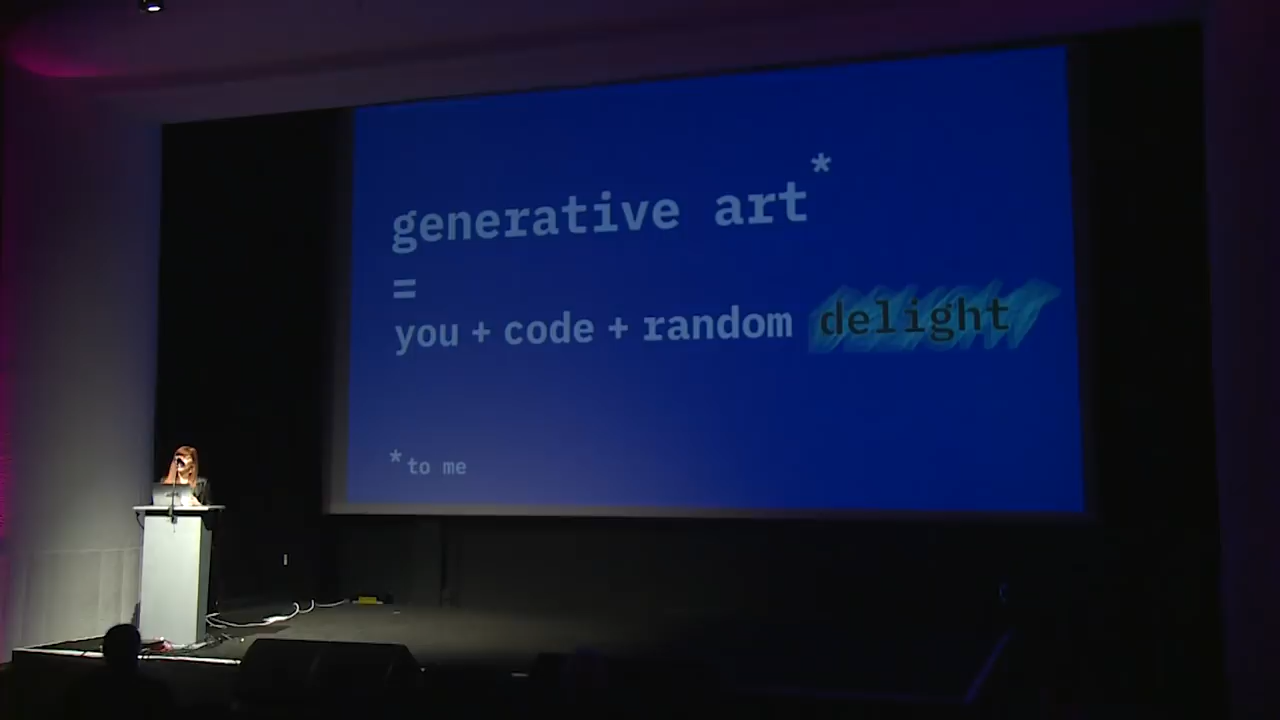 generative art*
=
you + code + random delight
*to me